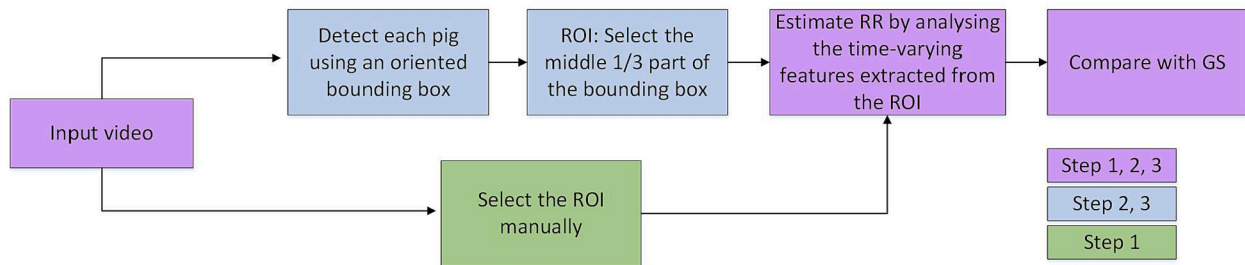 Detect each pig
using an oriented
bounding box
ROI: Select the
middle 1/3 part of
the bounding box
Estimate RR by analysing
the time-varying
features extracted from
the ROI
Compare with GS
Input video
Select the ROI
manually
Step 1, 2, 3
Step 2, 3
Step 1